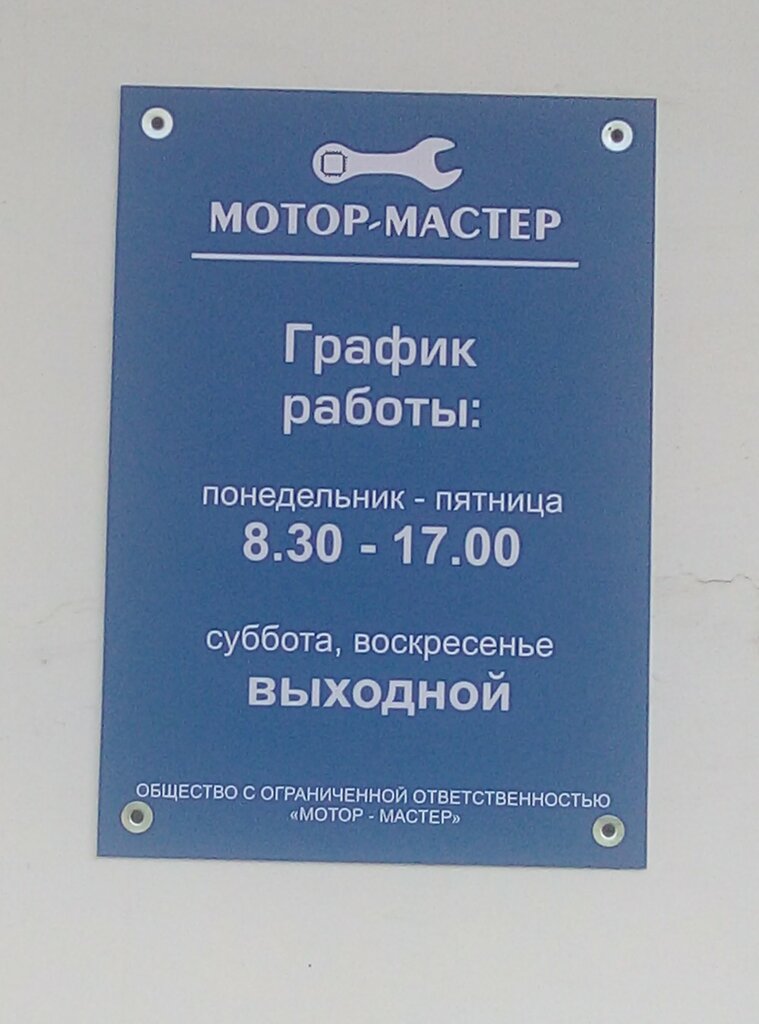 МОТОР-МАСТЕР
График
работы:
понедельник - пятница
8.30 - 17.00
суббота, воскресенье
выходной
ОБЩЕСТВО С ОГРАНИЧЕННОЙ ОТВЕТСТВЕННОСТЬЮ
«МОТОР - МАСТЕР»